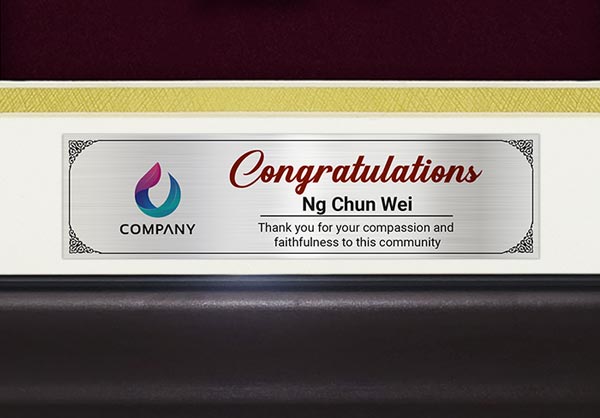 COMPANY
Congratulations
Ng Chun Wei
Thank you for your compassion and
faithfulness to this community